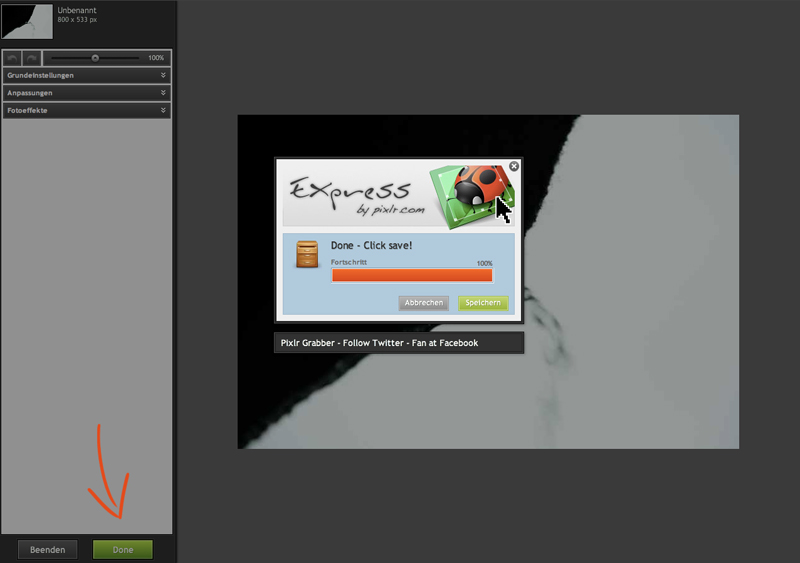 Unbenannt
800 x 533 px
100%
Grundeinstellungen
Anpassungen
Fotoeffekte
Express
by pixlr.com
Done - Click save!
Fortschritt 100%
Abbrechen Speichern
Pixlr Grabber - Follow Twitter - Fan at Facebook
Beenden Done